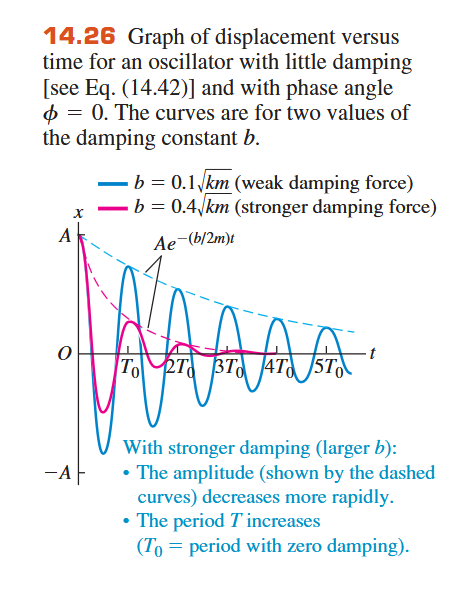 14.26 Graph of displacement versus
time for an oscillator with little damping
[see Eq. (14.42)] and with phase angle
ϕ = 0. The curves are for two values of
the damping constant b.
b = 0.1√km (weak damping force)
b = 0.4√km (stronger damping force)
x
A
Ae^−(b/2m)t
O
T₀ 2T₀ 3T₀ 4T₀ 5T₀
t
−A
With stronger damping (larger b):
• The amplitude (shown by the dashed
curves) decreases more rapidly.
• The period T increases
(T₀ = period with zero damping).